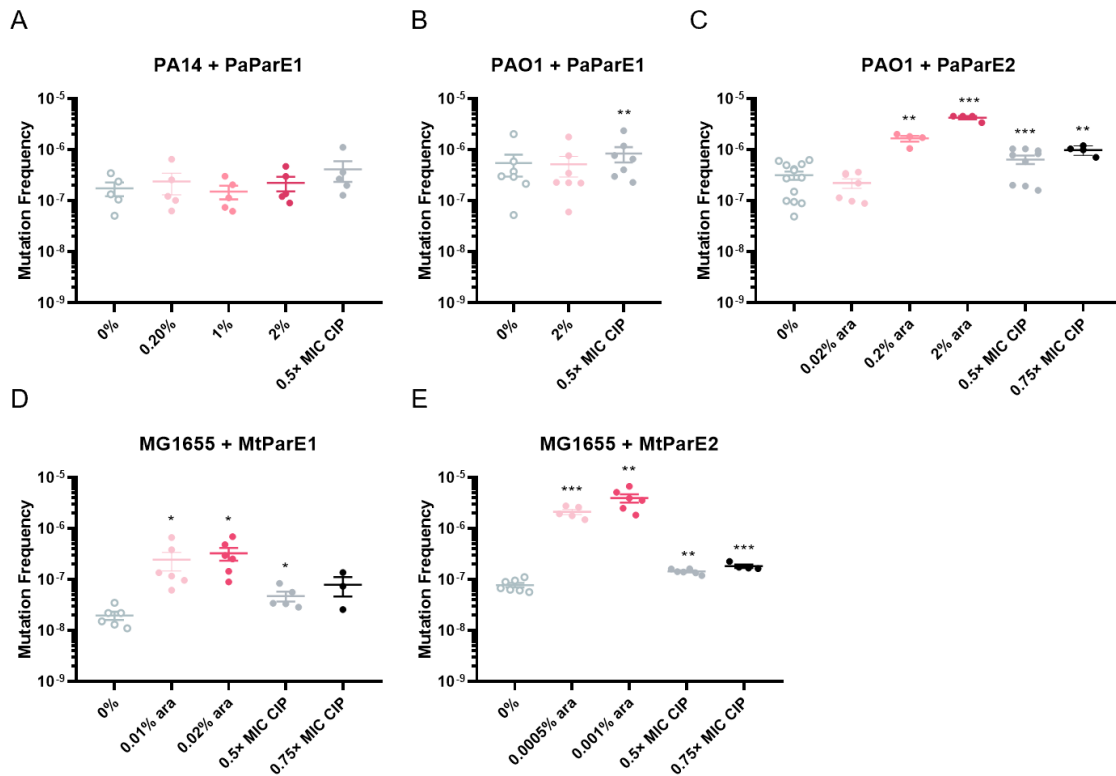 A
PA14 + PaParE1
Mutation Frequency
10-5
10-6
10-7
10-8
10-9
0%
0.20%
1%
2%
0.5× MIC CIP
B
PAO1 + PaParE1
Mutation Frequency
10-5
10-6
10-7
10-8
10-9
**
0%
2%
0.5× MIC CIP
C
PAO1 + PaParE2
Mutation Frequency
10-5
10-6
10-7
10-8
10-9
**
***
***
**
0%
0.02% ara
0.2% ara
2% ara
0.5× MIC CIP
0.75× MIC CIP
D
MG1655 + MtParE1
Mutation Frequency
10-5
10-6
10-7
10-8
10-9
*
*
*
0%
0.01% ara
0.02% ara
0.5× MIC CIP
0.75× MIC CIP
E
MG1655 + MtParE2
Mutation Frequency
10-5
10-6
10-7
10-8
10-9
***
**
**
***
0%
0.0005% ara
0.001% ara
0.5× MIC CIP
0.75× MIC CIP